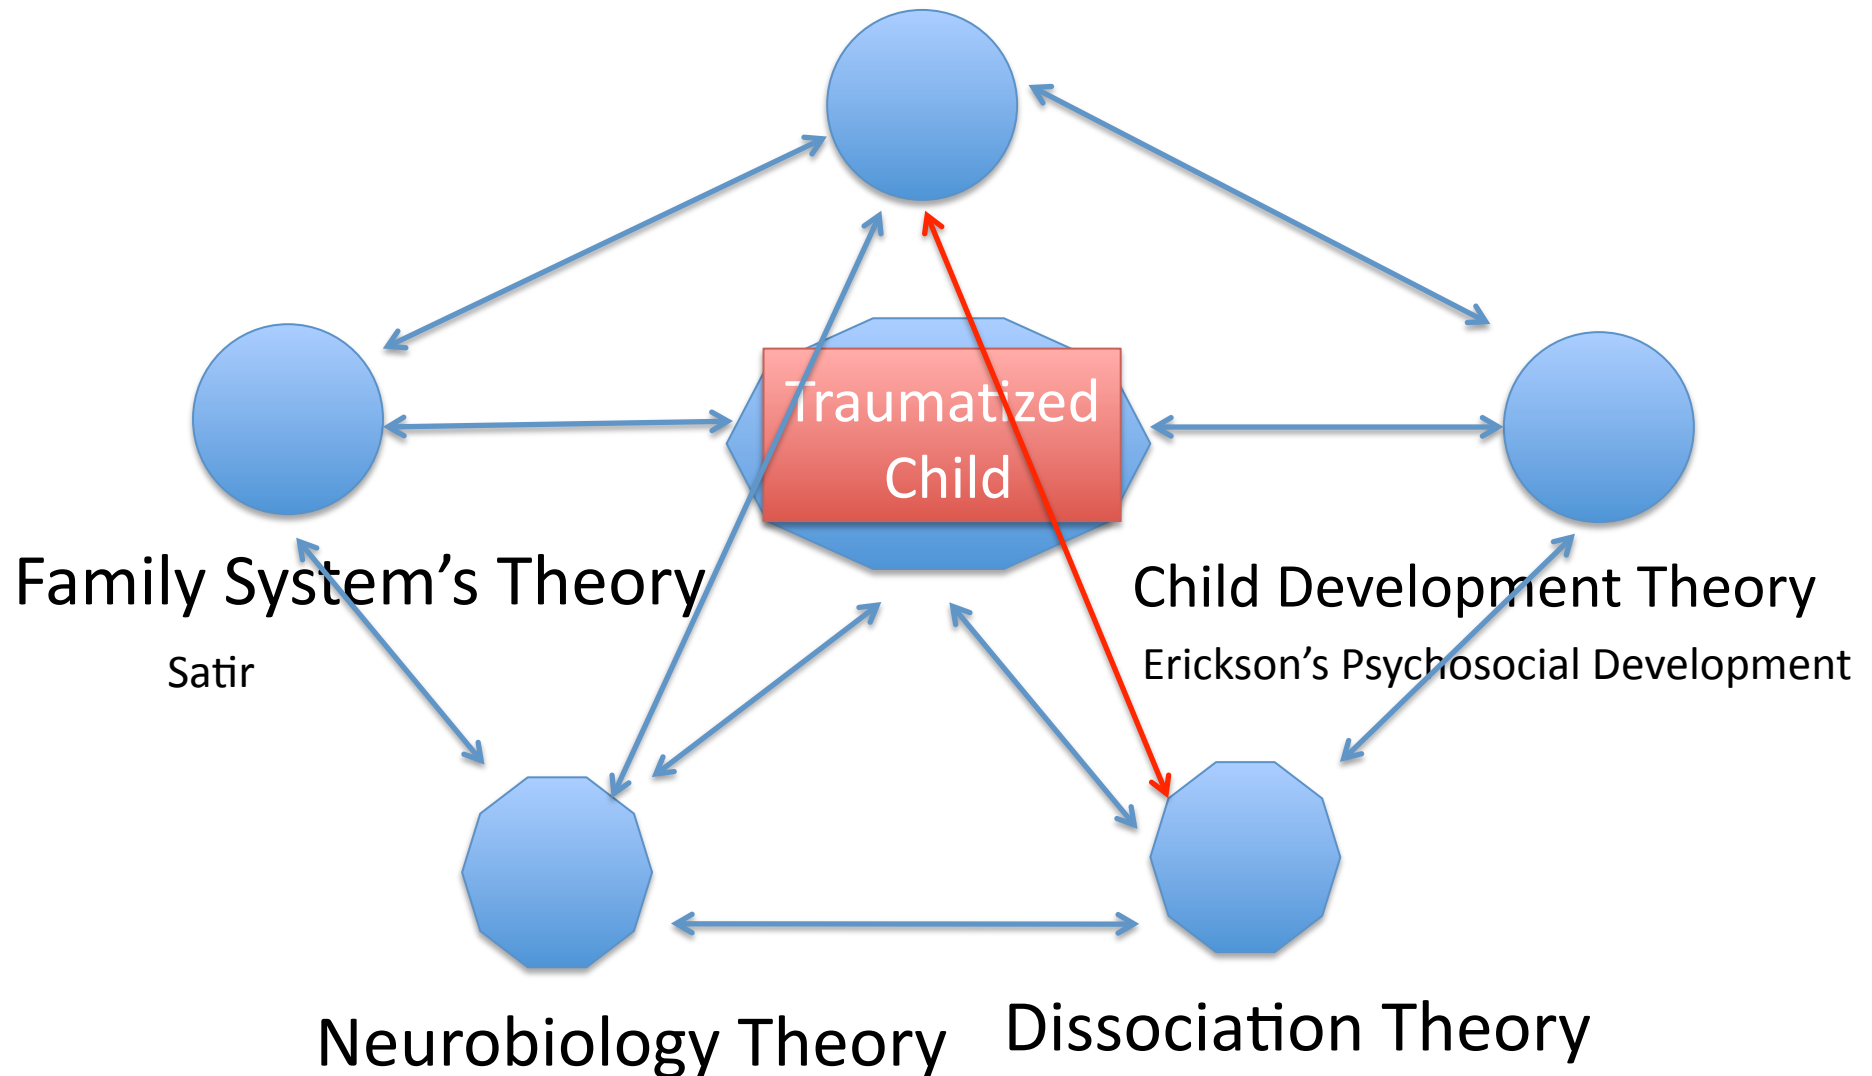 Traumatized
Child
Family System’s Theory
Child Development Theory
Satir
Erickson’s Psychosocial Development
Neurobiology Theory
Dissociation Theory